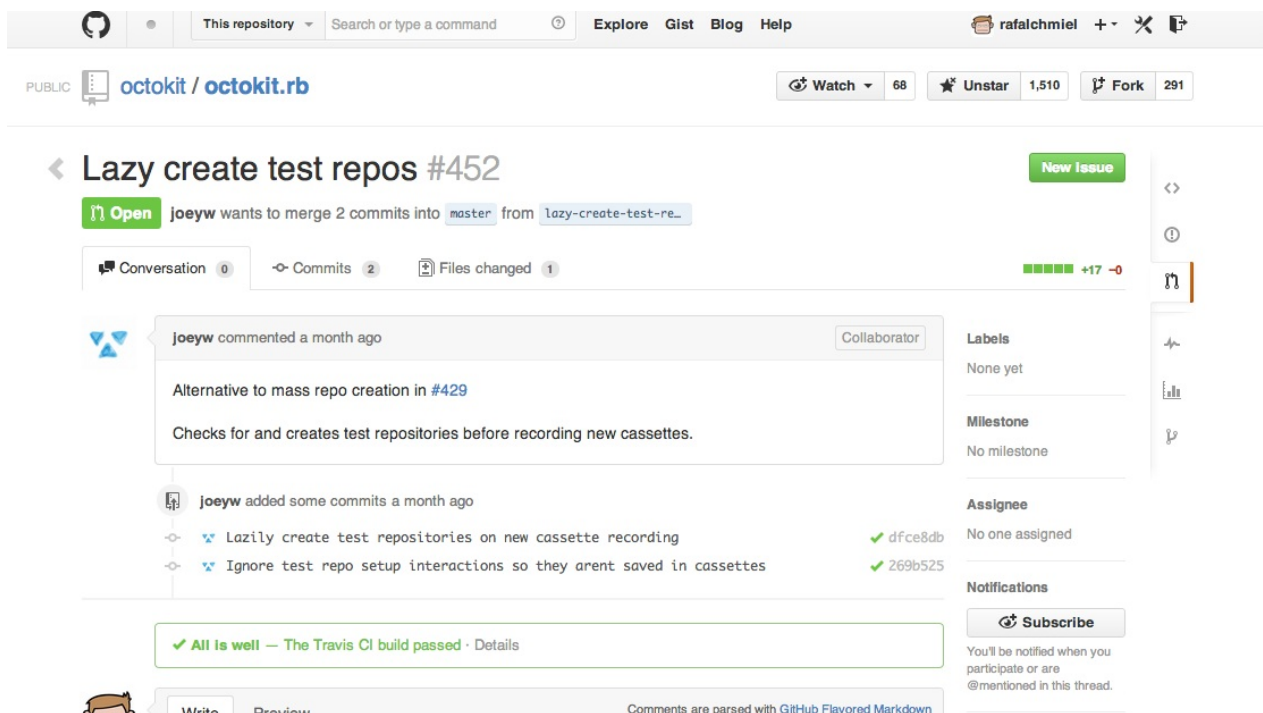 This repository Search or type a command Explore Gist Blog Help rafalchmiel
PUBLIC octokit / octokit.rb Watch 68 Unstar 1,510 Fork 291
Lazy create test repos #452 New Issue
Open joeyw wants to merge 2 commits into master from lazy-create-test-re…
Conversation 0 Commits 2 Files changed 1 +17 −0
joeyw commented a month ago Collaborator
Alternative to mass repo creation in #429
Checks for and creates test repositories before recording new cassettes.
joeyw added some commits a month ago
Lazily create test repositories on new cassette recording dfce8db
Ignore test repo setup interactions so they arent saved in cassettes 269b525
All is well — The Travis CI build passed · Details
Write Preview Comments are parsed with GitHub Flavored Markdown
Labels
None yet
Milestone
No milestone
Assignee
No one assigned
Notifications
Subscribe
You'll be notified when you
participate or are
@mentioned in this thread.